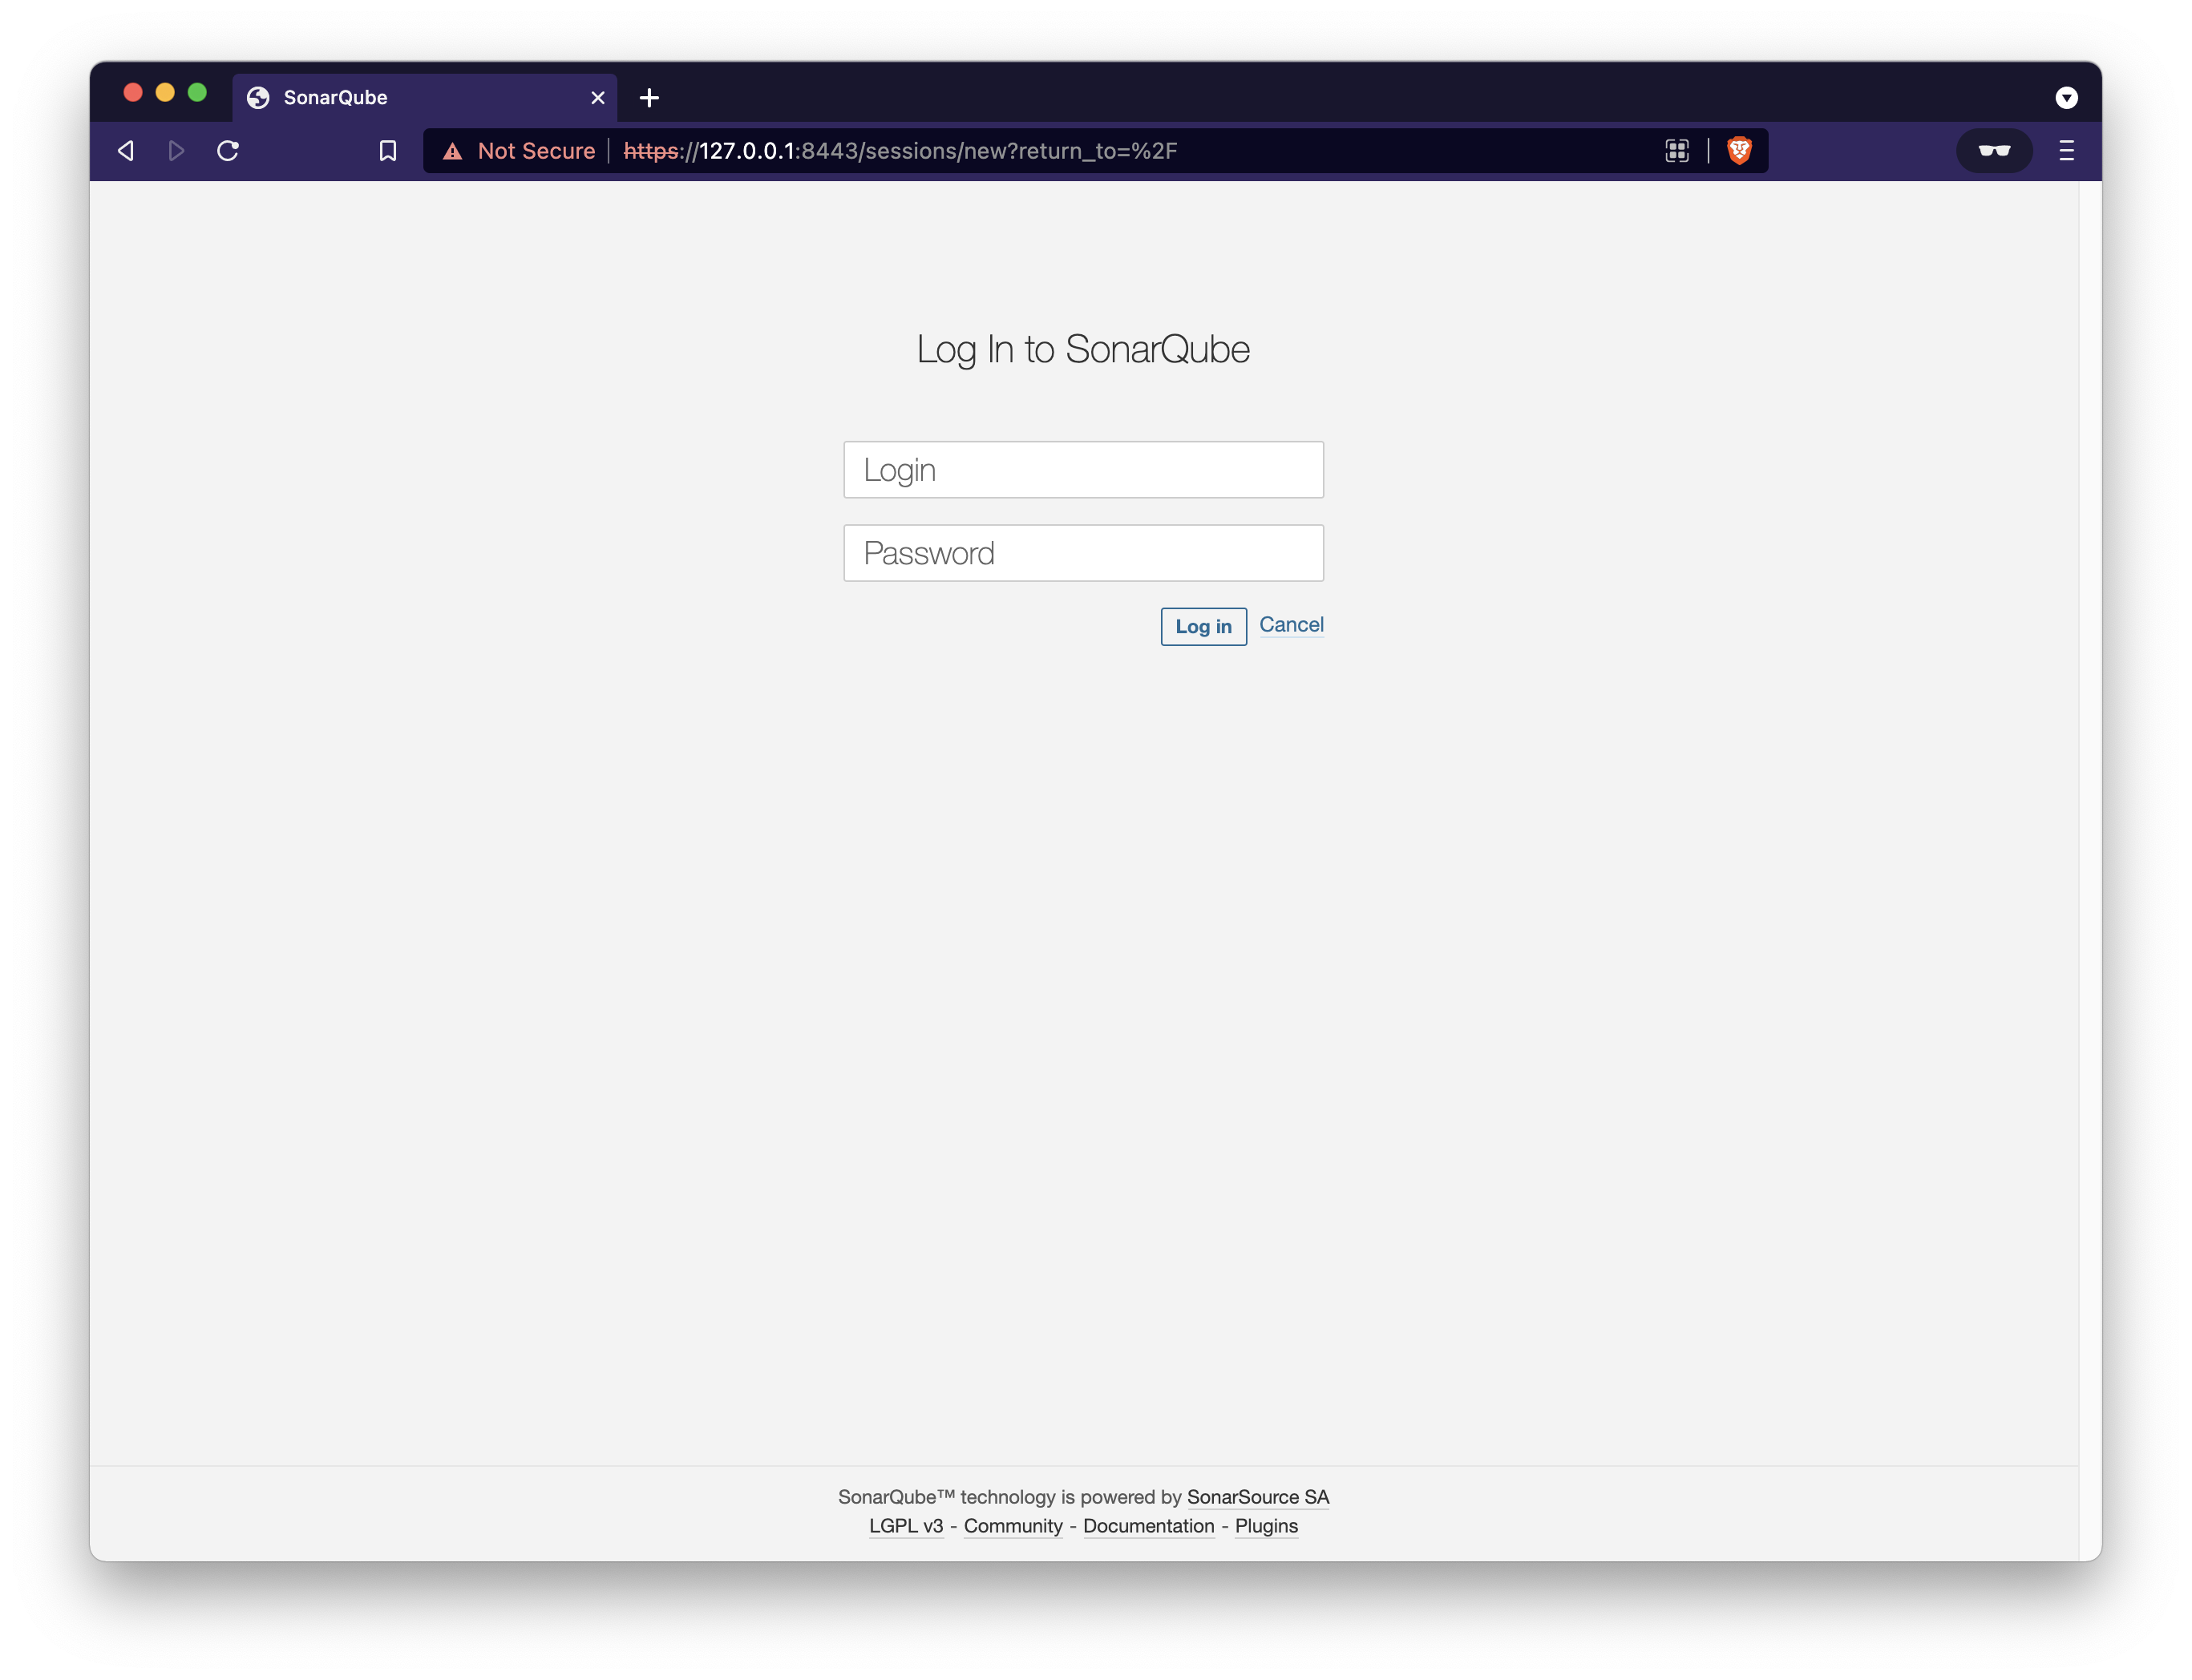 SonarQube
Not Secure https://127.0.0.1:8443/sessions/new?return_to=%2F
Log In to SonarQube
Login
Password
Log in Cancel
SonarQube™ technology is powered by SonarSource SA
LGPL v3 - Community - Documentation - Plugins